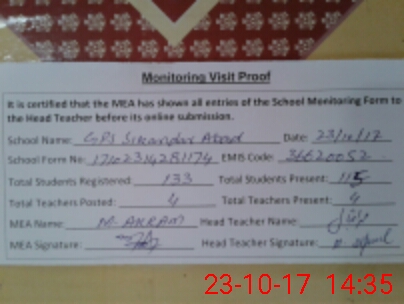 Monitoring Visit Proof
It is certified that the MEA has shown all entries of the School Monitoring Form to
the Head Teacher before its online submission.
School Name: GPS Sikandar Abad Date: 23/10/17
School Form No: EMIS Code: 36620052
Total Students Registered: 133 Total Students Present: 115
Total Teachers Posted: 4 Total Teachers Present: 4
MEA Name: M. AKRAM Head Teacher Name:
MEA Signature: Head Teacher Signature:
23-10-17 14:35